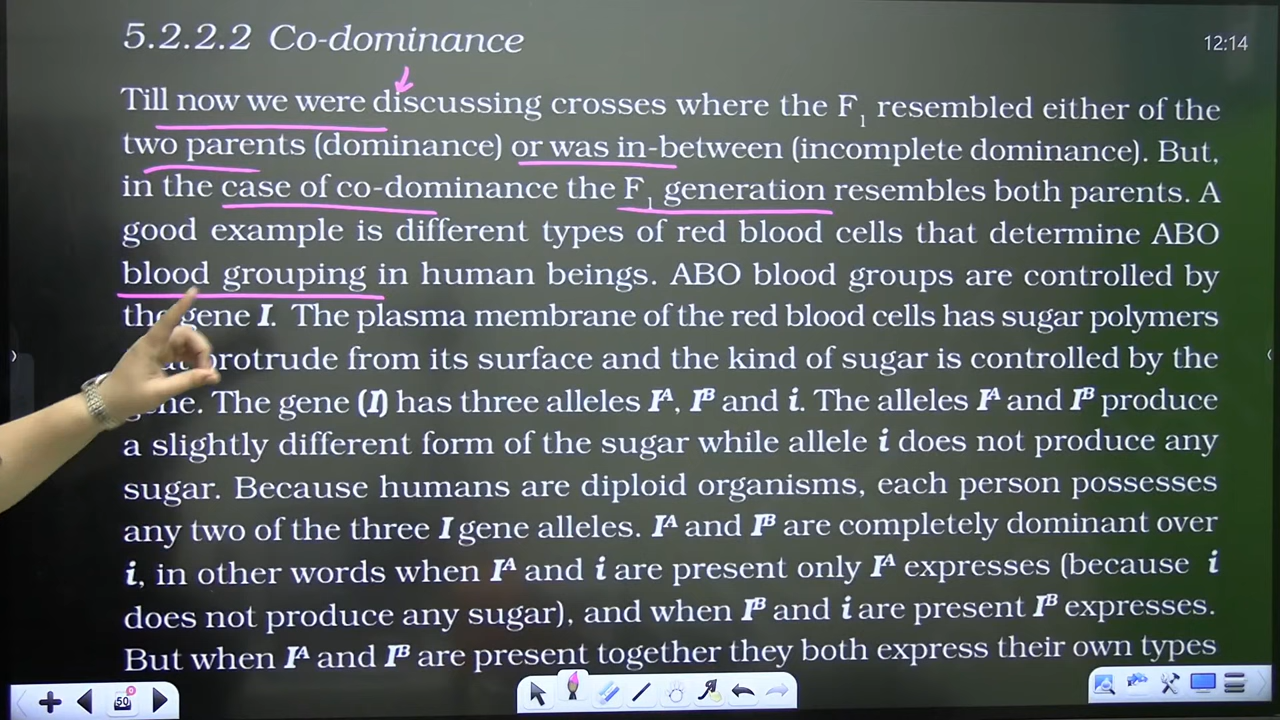 5.2.2.2 Co-dominance
12:14
Till now we were discussing crosses where the F₁ resembled either of the
two parents (dominance) or was in-between (incomplete dominance). But,
in the case of co-dominance the F₁ generation resembles both parents. A
good example is different types of red blood cells that determine ABO
blood grouping in human beings. ABO blood groups are controlled by
the gene I. The plasma membrane of the red blood cells has sugar polymers
protrude from its surface and the kind of sugar is controlled by the
The gene (I) has three alleles Iᴬ, Iᴮ and i. The alleles Iᴬ and Iᴮ produce
a slightly different form of the sugar while allele i does not produce any
sugar. Because humans are diploid organisms, each person possesses
any two of the three I gene alleles. Iᴬ and Iᴮ are completely dominant over
i, in other words when Iᴬ and i are present only Iᴬ expresses (because i
does not produce any sugar), and when Iᴮ and i are present Iᴮ expresses.
But when Iᴬ and Iᴮ are present together they both express their own types
50
0